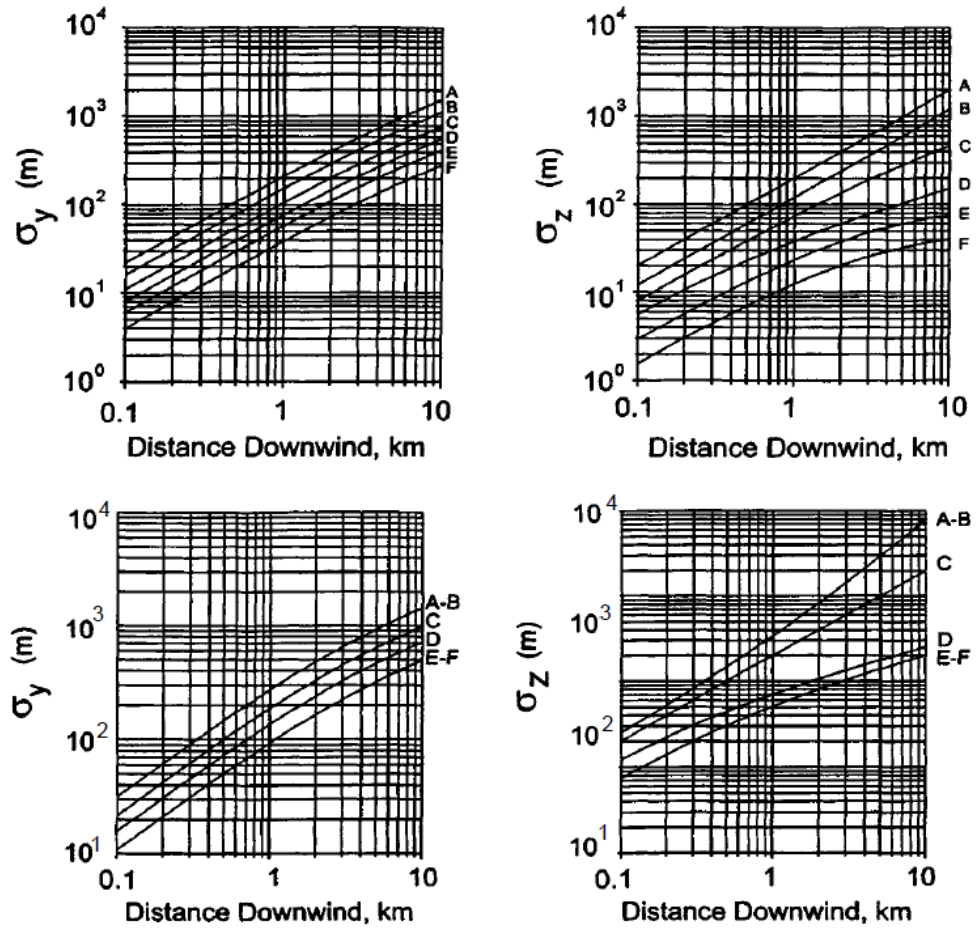 10⁴
10³
10²
10¹
10⁰
σy (m)
A
B
C
D
E
F
0.1 1 10
Distance Downwind, km
10⁴
10³
10²
10¹
10⁰
σz (m)
A
B
C
D
E
F
0.1 1 10
Distance Downwind, km
10⁴
10³
10²
10¹
σy (m)
A-B
C
D
E-F
0.1 1 10
Distance Downwind, km
10⁴
10³
10²
10¹
σz (m)
A-B
C
D
E-F
0.1 1 10
Distance Downwind, km